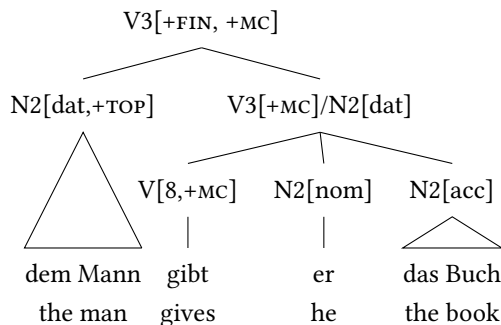 V3[+FIN, +MC]
N2[dat,+TOP] V3[+MC]/N2[dat]
V[8,+MC] N2[nom] N2[acc]
dem Mann gibt er das Buch
the man gives he the book